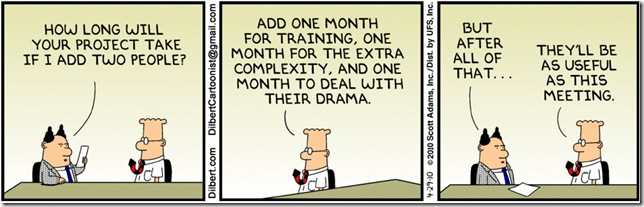 HOW LONG WILL
YOUR PROJECT TAKE
IF I ADD TWO PEOPLE?
Dilbert.com DilbertCartoonist@gmail.com
ADD ONE MONTH
FOR TRAINING, ONE
MONTH FOR THE EXTRA
COMPLEXITY, AND ONE
MONTH TO DEAL WITH
THEIR DRAMA.
4-29-10 ©2010 Scott Adams, Inc./Dist. by UFS, Inc.
BUT
AFTER
ALL OF
THAT...
THEY'LL BE
AS USEFUL
AS THIS
MEETING.